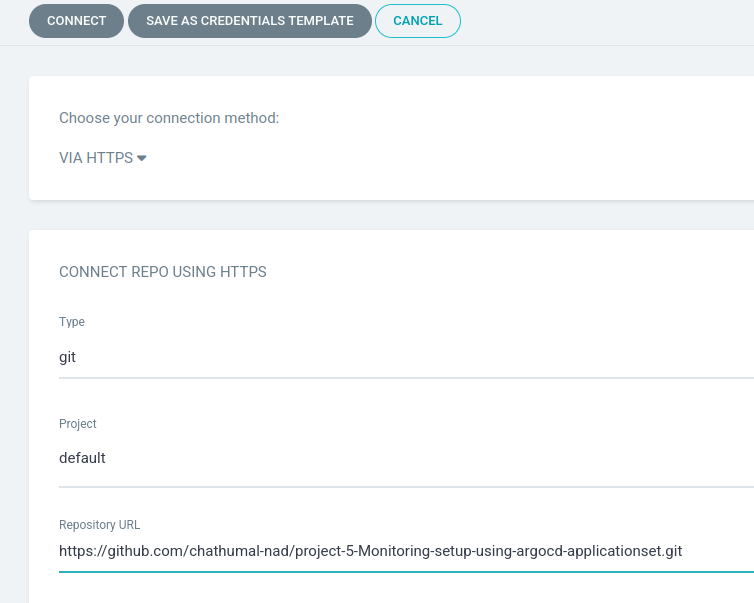 CONNECT SAVE AS CREDENTIALS TEMPLATE CANCEL
Choose your connection method:
VIA HTTPS
CONNECT REPO USING HTTPS
Type
git
Project
default
Repository URL
https://github.com/chathumal-nad/project-5-Monitoring-setup-using-argocd-applicationset.git